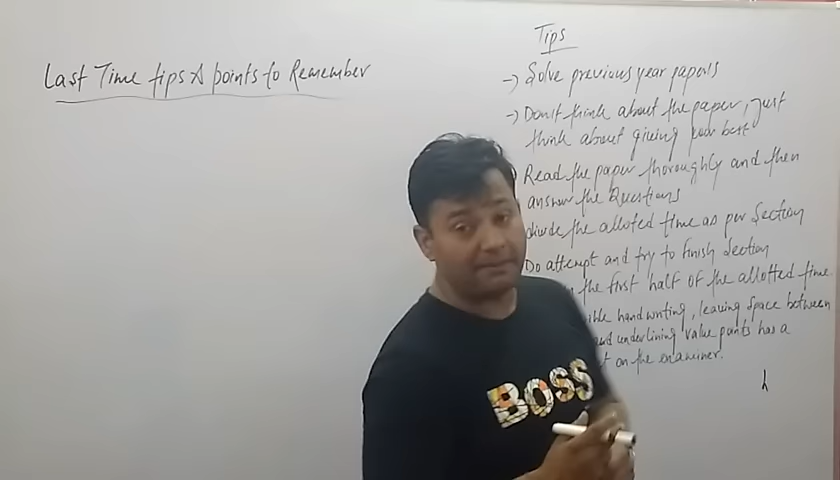 Last Time tips & points to Remember
Tips
→ Solve previous year papers
→ Don't think about the paper, just
think about giving your best
Read the paper thoroughly and then
answer the Questions
divide the alloted time as per Section
Do attempt and try to finish Section
the first half of the allotted time.
handwriting, leaving space between
and underlining value points has a
on the examiner.
BOSS